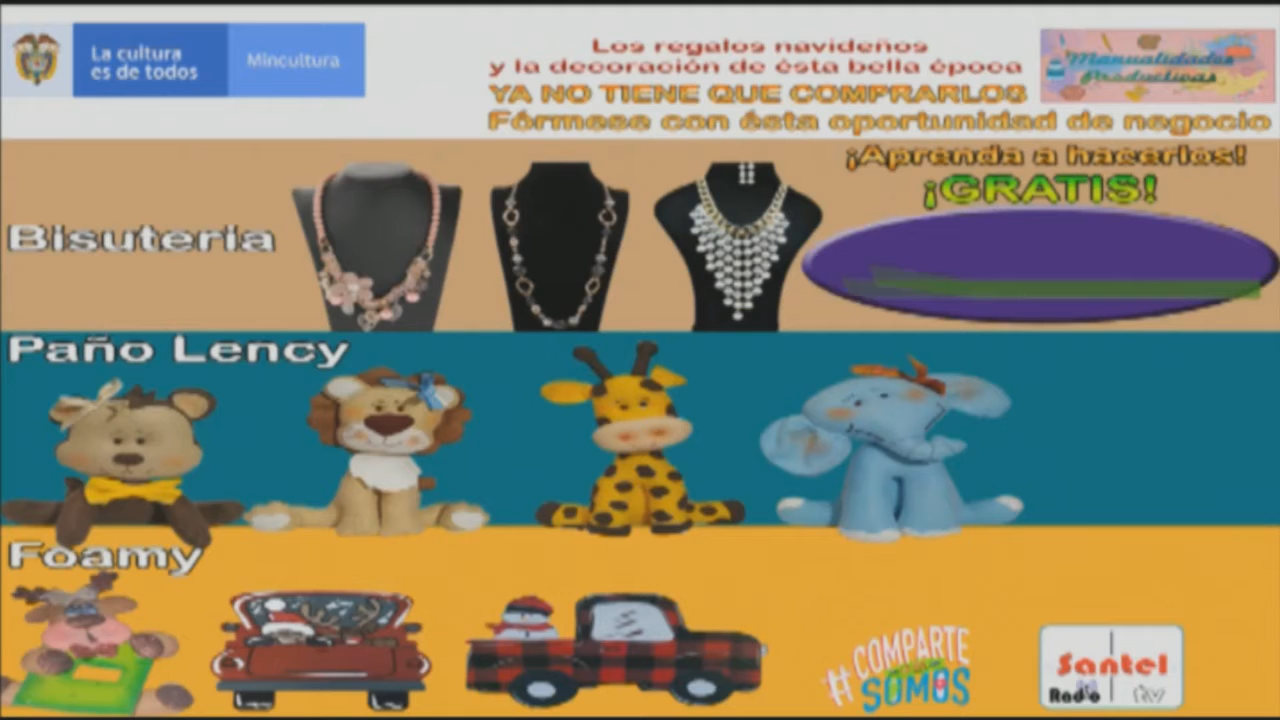 La cultura
es de todos
Mincultura
Los regalos navideños
y la decoración de ésta bella época
YA NO TIENE QUE COMPRARLOS
Fórmese con ésta oportunidad de negocio
Manualidades
Productivas
¡Aprenda a hacerlos!
¡GRATIS!
Bisuteria
Paño Lency
Foamy
#COMPARTE
SOMOS
Santel
Radio